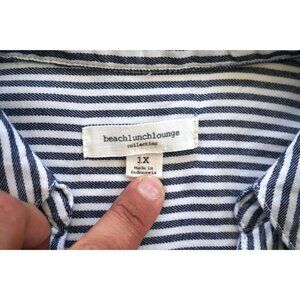 beachlunchlounge
collection
1X
Made in
Indonesia